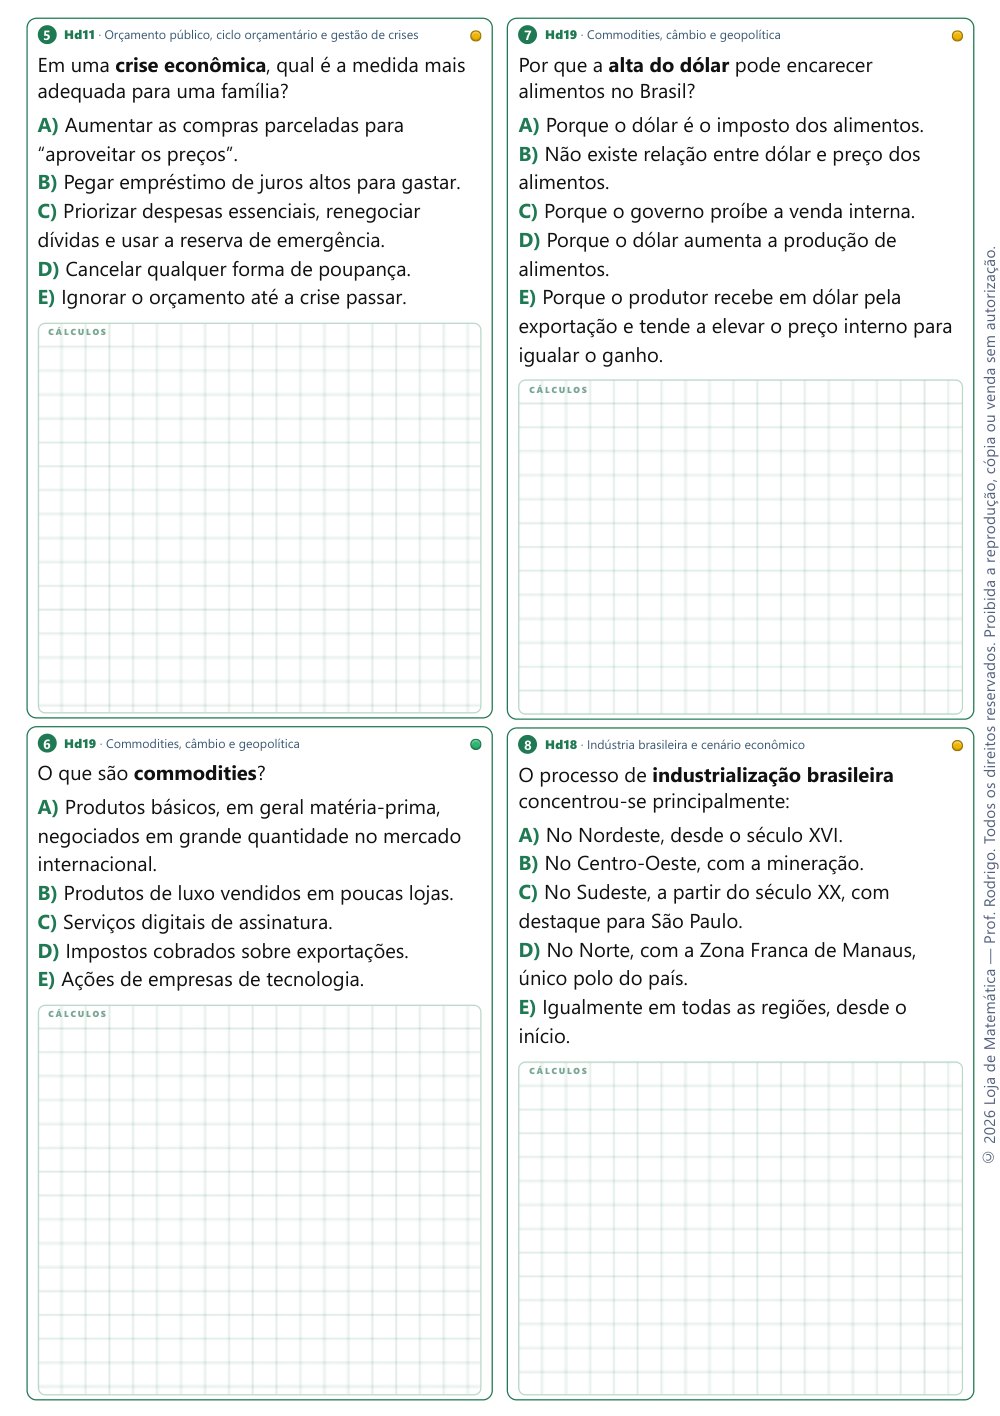 5 Hd11 · Orçamento público, ciclo orçamentário e gestão de crises
Em uma crise econômica, qual é a medida mais
adequada para uma família?
A) Aumentar as compras parceladas para
“aproveitar os preços”.
B) Pegar empréstimo de juros altos para gastar.
C) Priorizar despesas essenciais, renegociar
dívidas e usar a reserva de emergência.
D) Cancelar qualquer forma de poupança.
E) Ignorar o orçamento até a crise passar.
CÁLCULOS
6 Hd19 · Commodities, câmbio e geopolítica
O que são commodities?
A) Produtos básicos, em geral matéria-prima,
negociados em grande quantidade no mercado
internacional.
B) Produtos de luxo vendidos em poucas lojas.
C) Serviços digitais de assinatura.
D) Impostos cobrados sobre exportações.
E) Ações de empresas de tecnologia.
CÁLCULOS
7 Hd19 · Commodities, câmbio e geopolítica
Por que a alta do dólar pode encarecer
alimentos no Brasil?
A) Porque o dólar é o imposto dos alimentos.
B) Não existe relação entre dólar e preço dos
alimentos.
C) Porque o governo proíbe a venda interna.
D) Porque o dólar aumenta a produção de
alimentos.
E) Porque o produtor recebe em dólar pela
exportação e tende a elevar o preço interno para
igualar o ganho.
CÁLCULOS
8 Hd18 · Indústria brasileira e cenário econômico
O processo de industrialização brasileira
concentrou-se principalmente:
A) No Nordeste, desde o século XVI.
B) No Centro-Oeste, com a mineração.
C) No Sudeste, a partir do século XX, com
destaque para São Paulo.
D) No Norte, com a Zona Franca de Manaus,
único polo do país.
E) Igualmente em todas as regiões, desde o
início.
CÁLCULOS
© 2026 Loja de Matemática — Prof. Rodrigo. Todos os direitos reservados. Proibida a reprodução, cópia ou venda sem autorização.